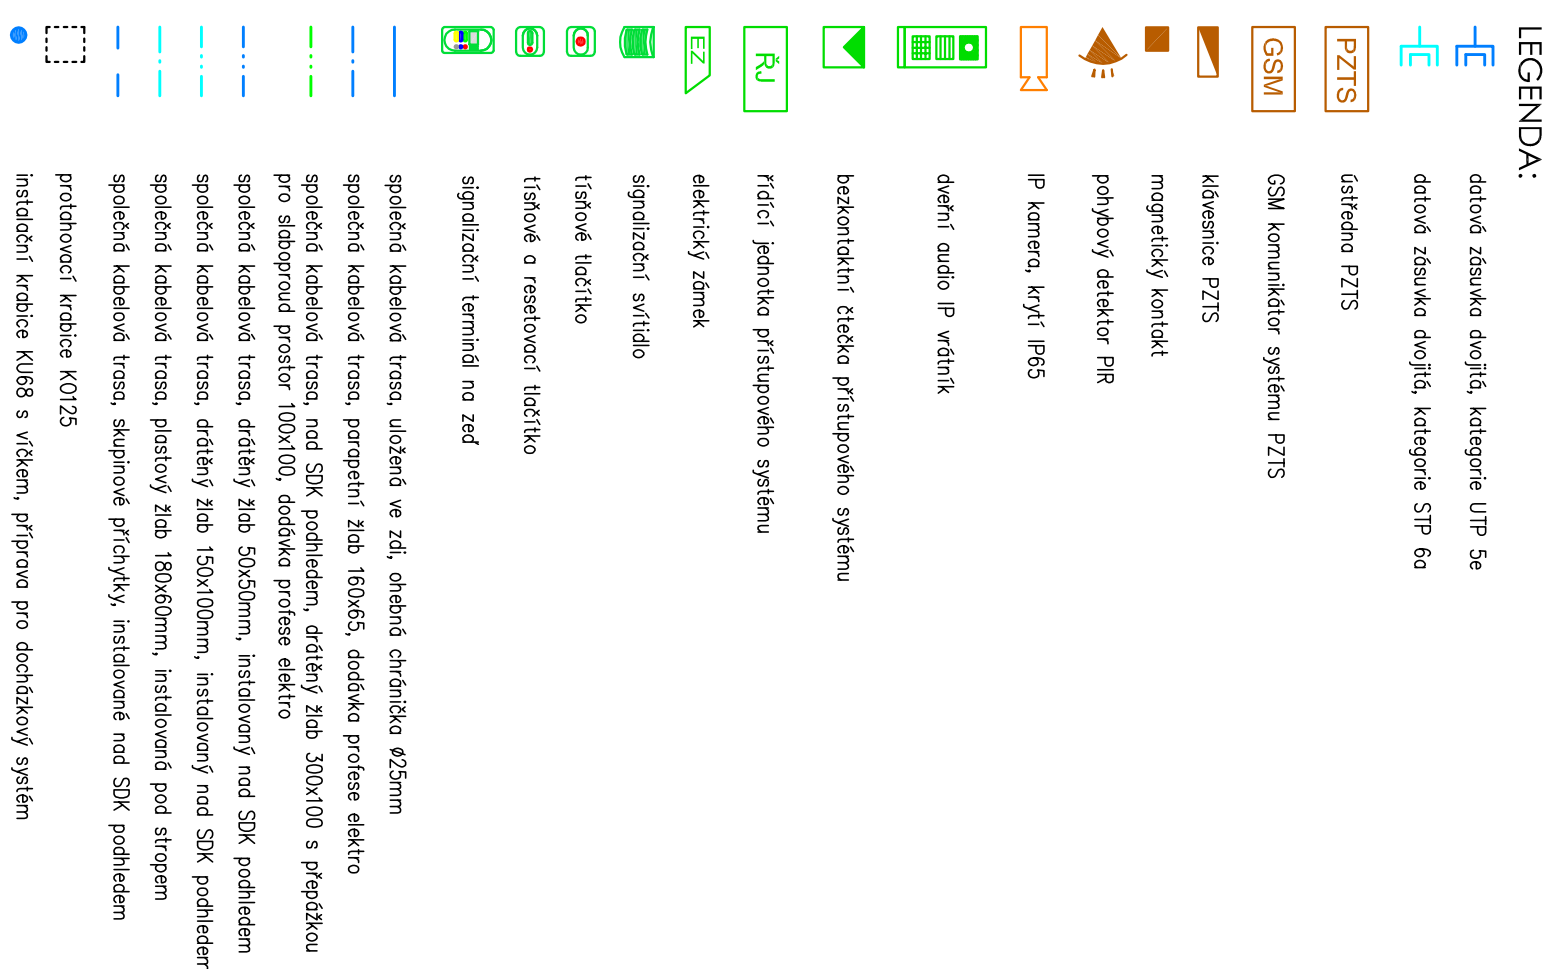 LEGENDA:
datová zásuvka dvojitá, kategorie UTP 5e
datová zásuvka dvojitá, kategorie STP 6a
PZTS
ústředna PZTS
GSM
GSM komunikátor systému PZTS
klávesnice PZTS
magnetický kontakt
pohybový detektor PIR
IP kamera, krytí IP65
dveřní audio IP vrátník
bezkontaktní čtečka přístupového systému
ŘJ
řídící jednotka přístupového systému
EZ
elektrický zámek
signalizační svítidlo
tísňové tlačítko
tísňové a resetovací tlačítko
signalizační terminál na zeď
společná kabelová trasa, uložená ve zdi, ohebná chránička Ø25mm
společná kabelová trasa, parapetní žlab 160x65, dodávka profese elektro
společná kabelová trasa, nad SDK podhledem, drátěný žlab 300x100 s přepážkou
pro slaboproud prostor 100x100, dodávka profese elektro
společná kabelová trasa, drátěný žlab 50x50mm, instalovaný nad SDK podhledem
společná kabelová trasa, drátěný žlab 150x100mm, instalovaný nad SDK podhledem
společná kabelová trasa, plastový žlab 180x60mm, instalovaná pod stropem
společná kabelová trasa, skupinové příchytky, instalované nad SDK podhledem
protahovací krabice KO125
instalační krabice KU68 s víčkem, příprava pro docházkový systém